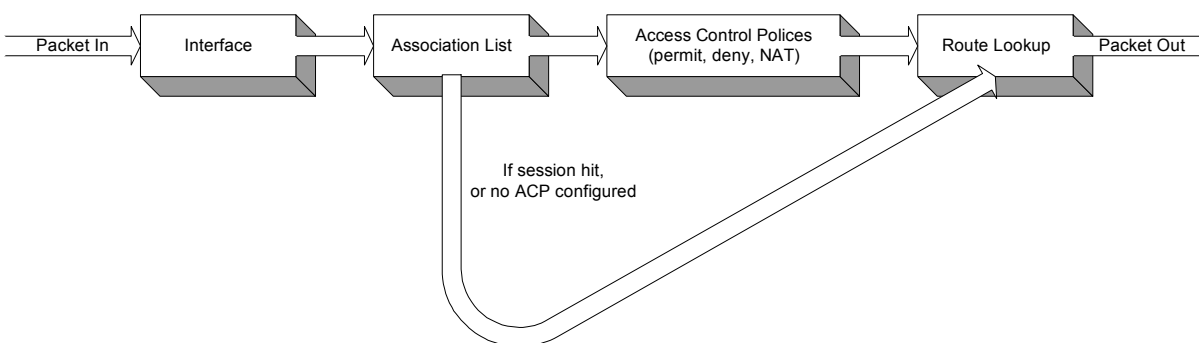 Packet In
Interface
Association List
Access Control Polices
(permit, deny, NAT)
Route Lookup
Packet Out
If session hit,
or no ACP configured